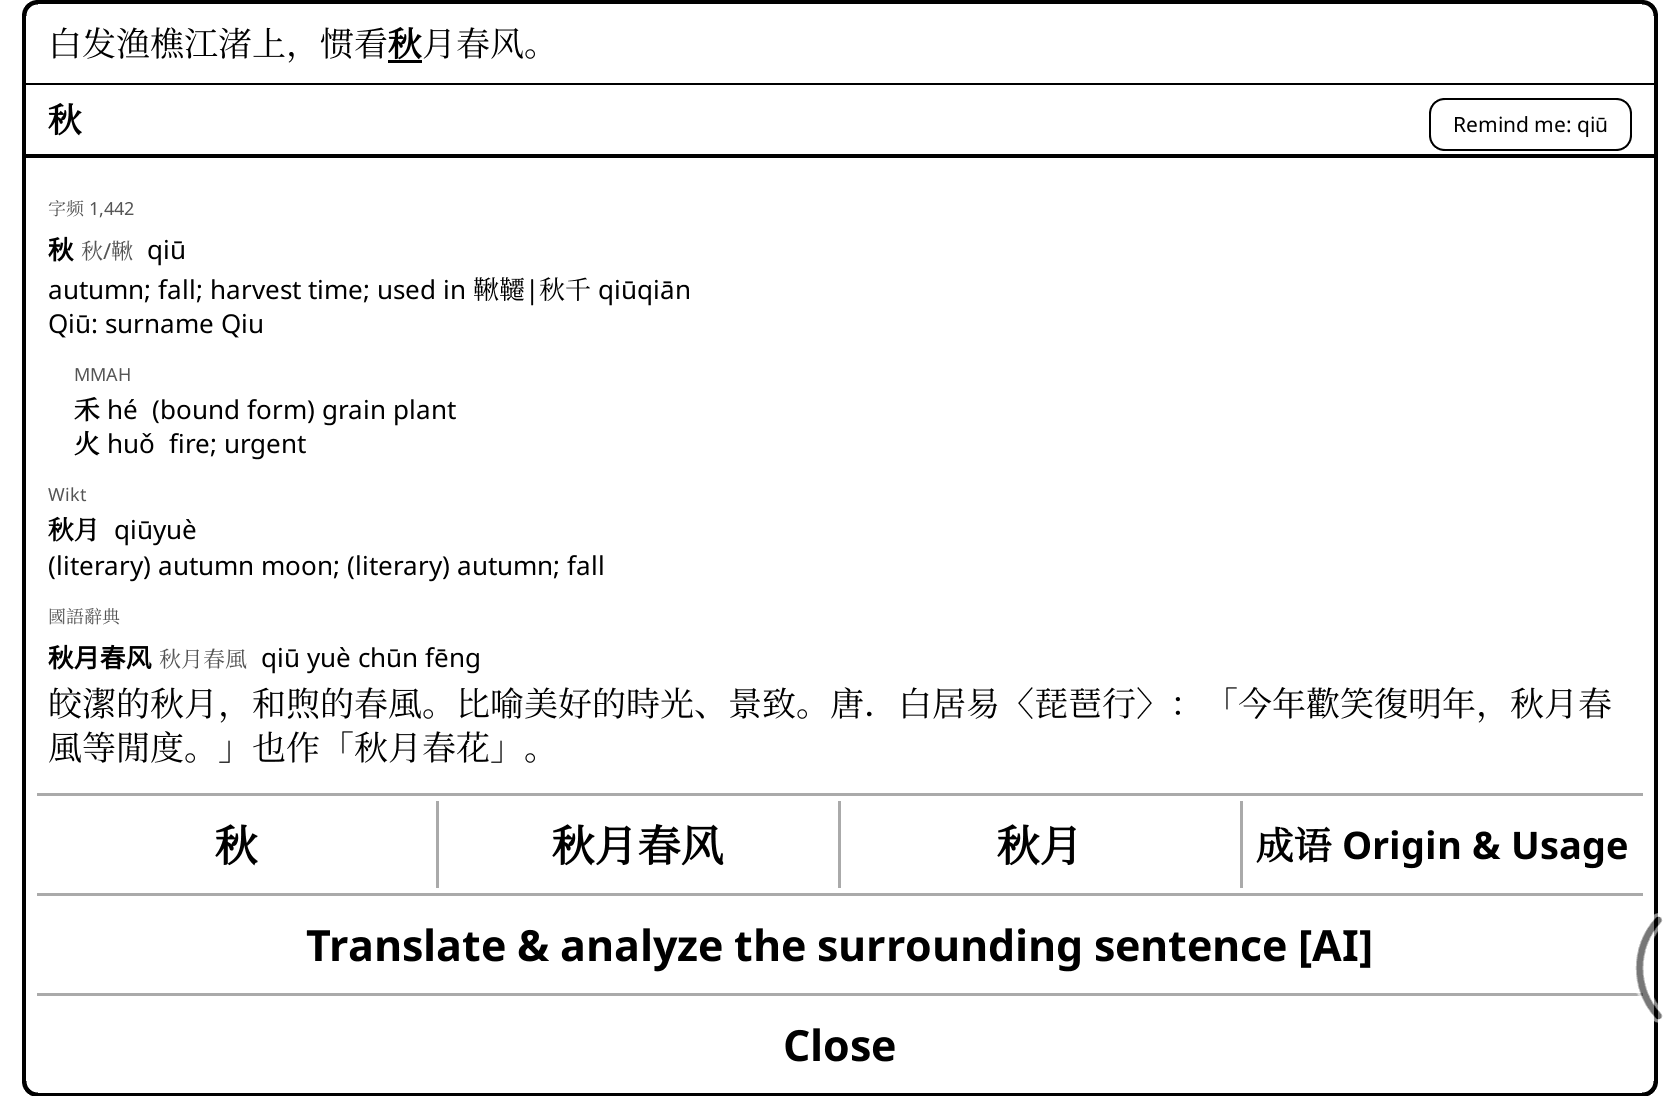 白发渔樵江渚上，惯看秋月春风。
秋
Remind me: qiū
字频 1,442
秋 秋/鞦 qiū
autumn; fall; harvest time; used in 鞦韆|秋千 qiūqiān
Qiū: surname Qiu
MMAH
禾 hé (bound form) grain plant
火 huǒ fire; urgent
Wikt
秋月 qiūyuè
(literary) autumn moon; (literary) autumn; fall
國語辭典
秋月春风 秋月春風 qiū yuè chūn fēng
皎潔的秋月，和煦的春風。比喻美好的時光、景致。唐．白居易〈琵琶行〉：「今年歡笑復明年，秋月春
風等閒度。」也作「秋月春花」。
秋
秋月春风
秋月
成语 Origin & Usage
Translate & analyze the surrounding sentence [AI]
Close